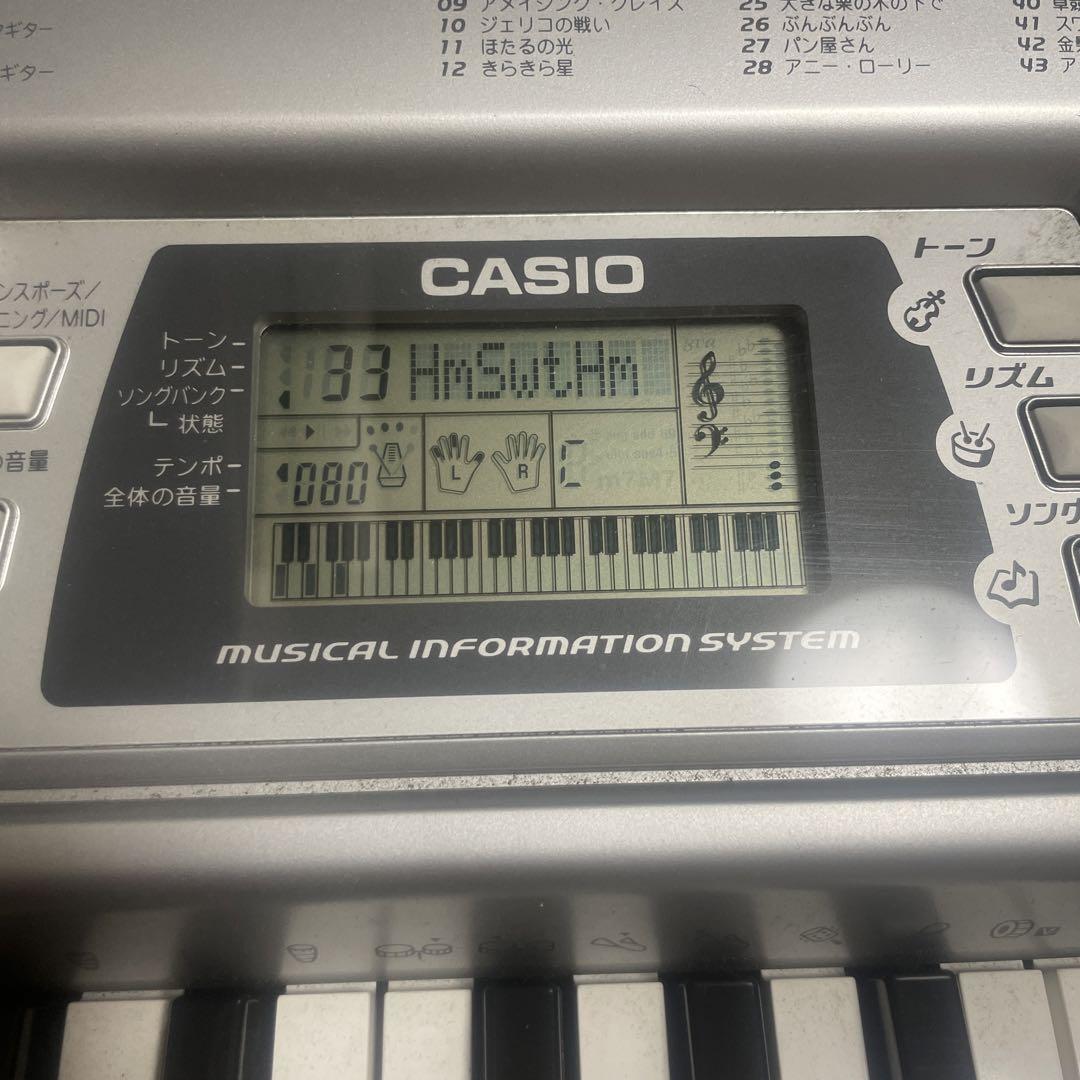 09 アメイジング・グレイス
10 ジェリコの戦い
11 ほたるの光
12 きらきら星
25 大きな栗の木の下で
26 ぶんぶんぶん
27 パン屋さん
28 アニー・ローリー
40
41 スワ
42 金
43 ア
ギター
ギター
CASIO
ンスポーズ/
ニング/MIDI
の音量
トーン
リズム
ソングバンク
状態
テンポ
全体の音量
33 HmSwtHm
080
L
R
C
MUSICAL INFORMATION SYSTEM
トーン
リズム
ソング